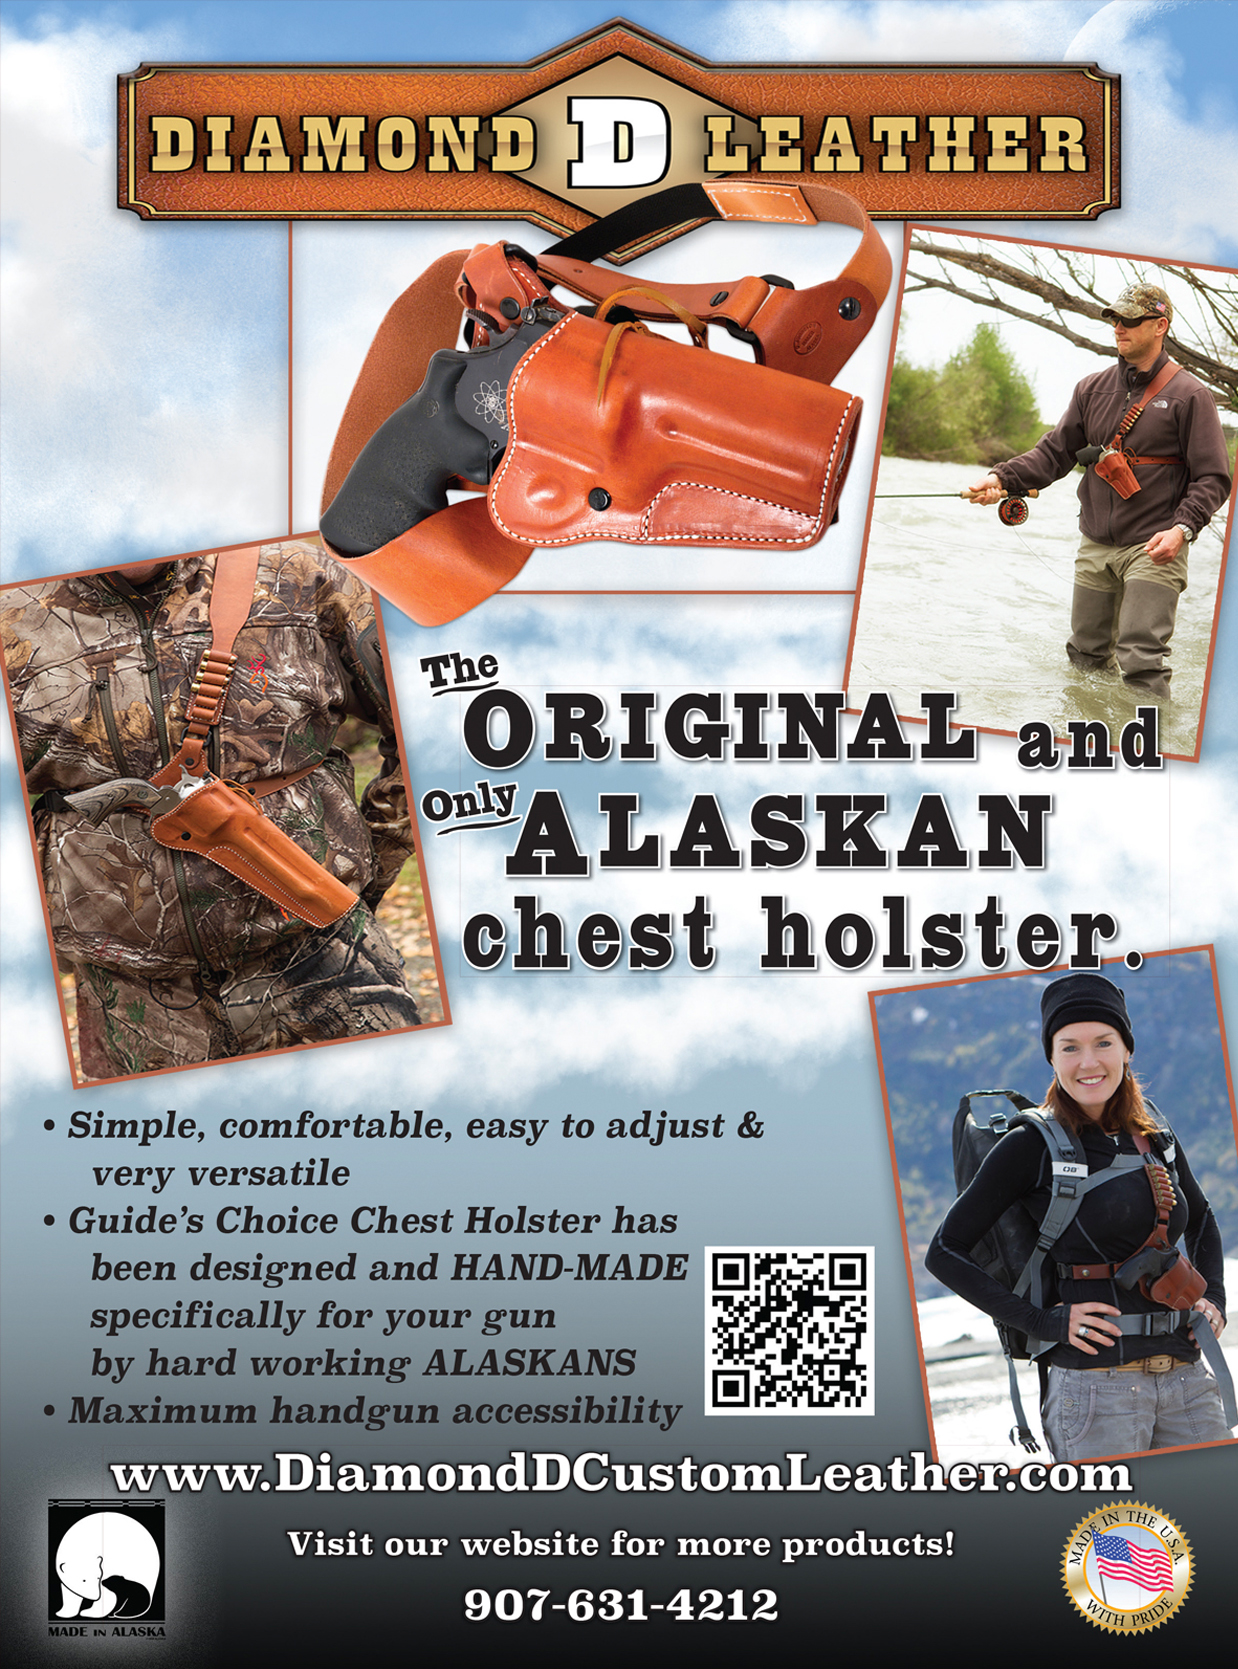 DIAMOND D LEATHER
The
ORIGINAL and
Only
ALASKAN
chest holster.
• Simple, comfortable, easy to adjust &
very versatile
• Guide's Choice Chest Holster has
been designed and HAND-MADE
specifically for your gun
by hard working ALASKANS
• Maximum handgun accessibility
www.DiamondDCustomLeather.com
Visit our website for more products!
907-631-4212
MADE IN ALASKA
MADE IN THE U.S.A.
WITH PRIDE